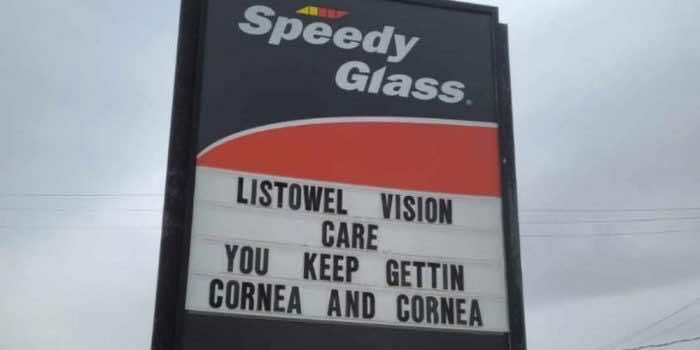 Speedy
Glass®
LISTOWEL VISION
CARE
YOU KEEP GETTIN
CORNEA AND CORNEA